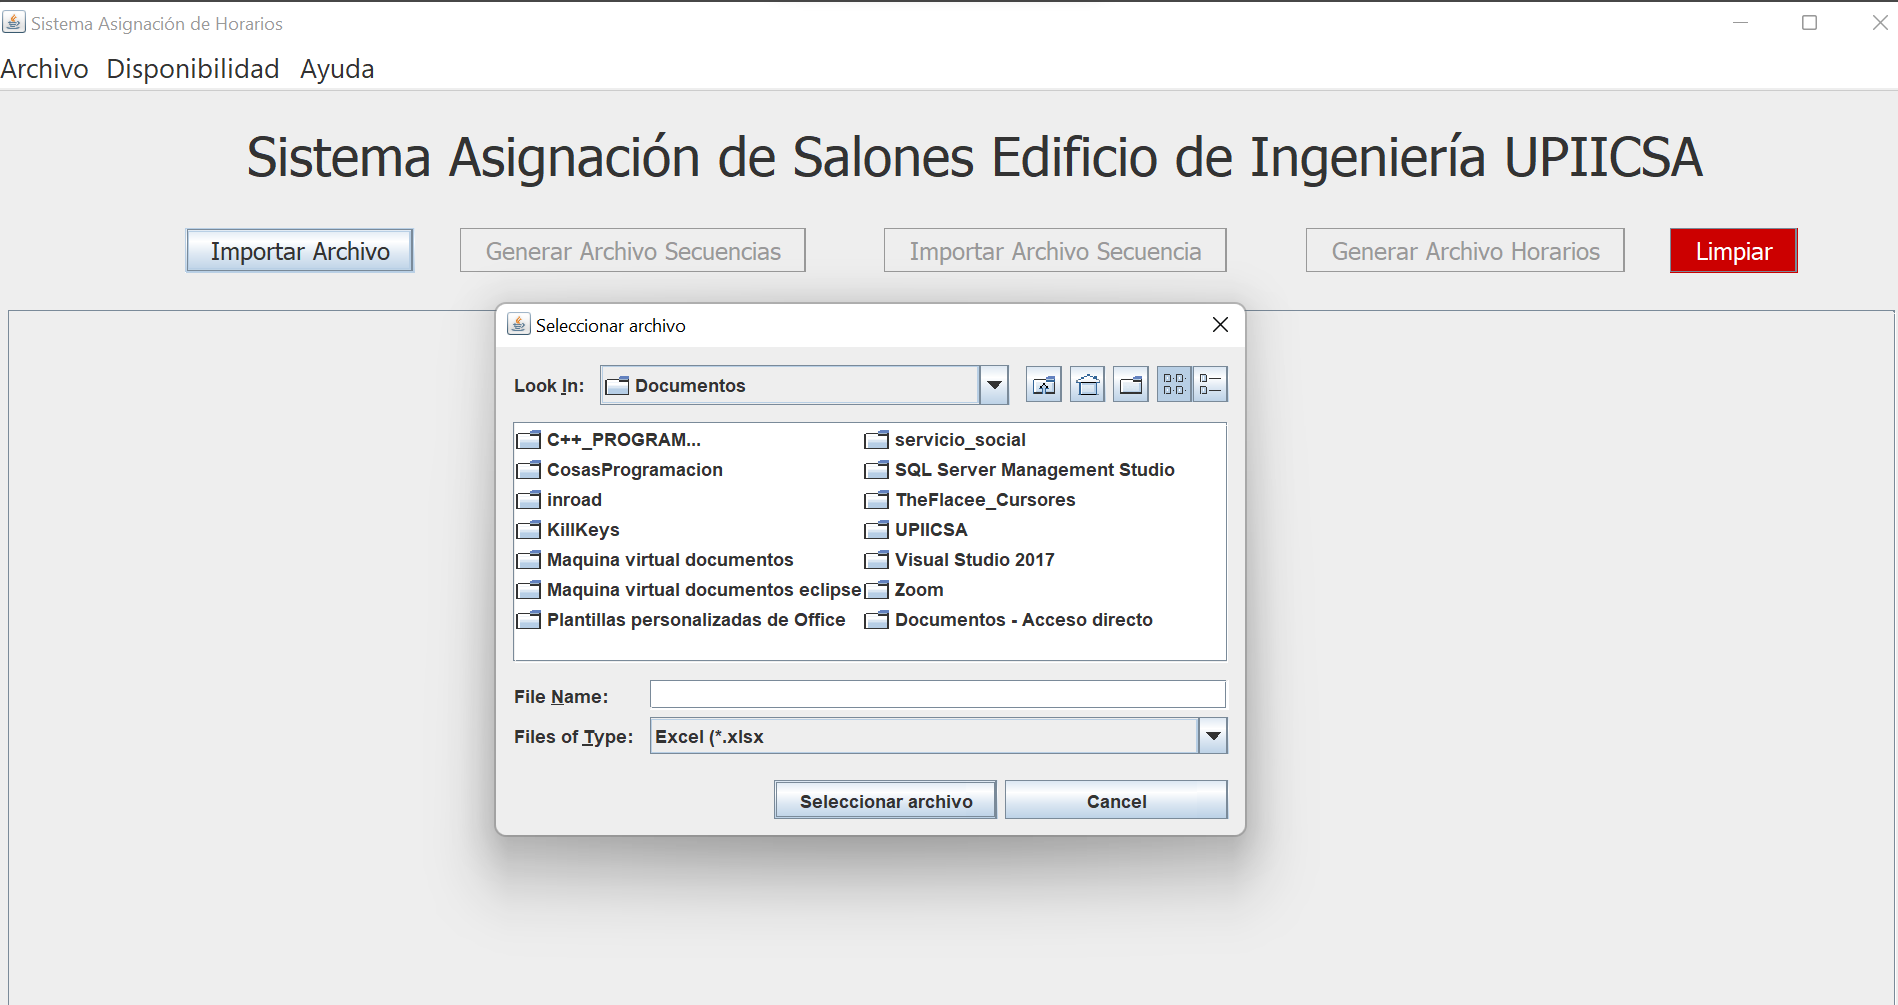 Sistema Asignación de Horarios
Archivo Disponibilidad Ayuda
Sistema Asignación de Salones Edificio de Ingeniería UPIICSA
Importar Archivo Generar Archivo Secuencias Importar Archivo Secuencia Generar Archivo Horarios Limpiar
Seleccionar archivo
Look In: Documentos
C++_PROGRAM... servicio_social
CosasProgramacion SQL Server Management Studio
inroad TheFlacee_Cursores
KillKeys UPIICSA
Maquina virtual documentos Visual Studio 2017
Maquina virtual documentos eclipse Zoom
Plantillas personalizadas de Office Documentos - Acceso directo
File Name:
Files of Type: Excel (*.xlsx
Seleccionar archivo Cancel